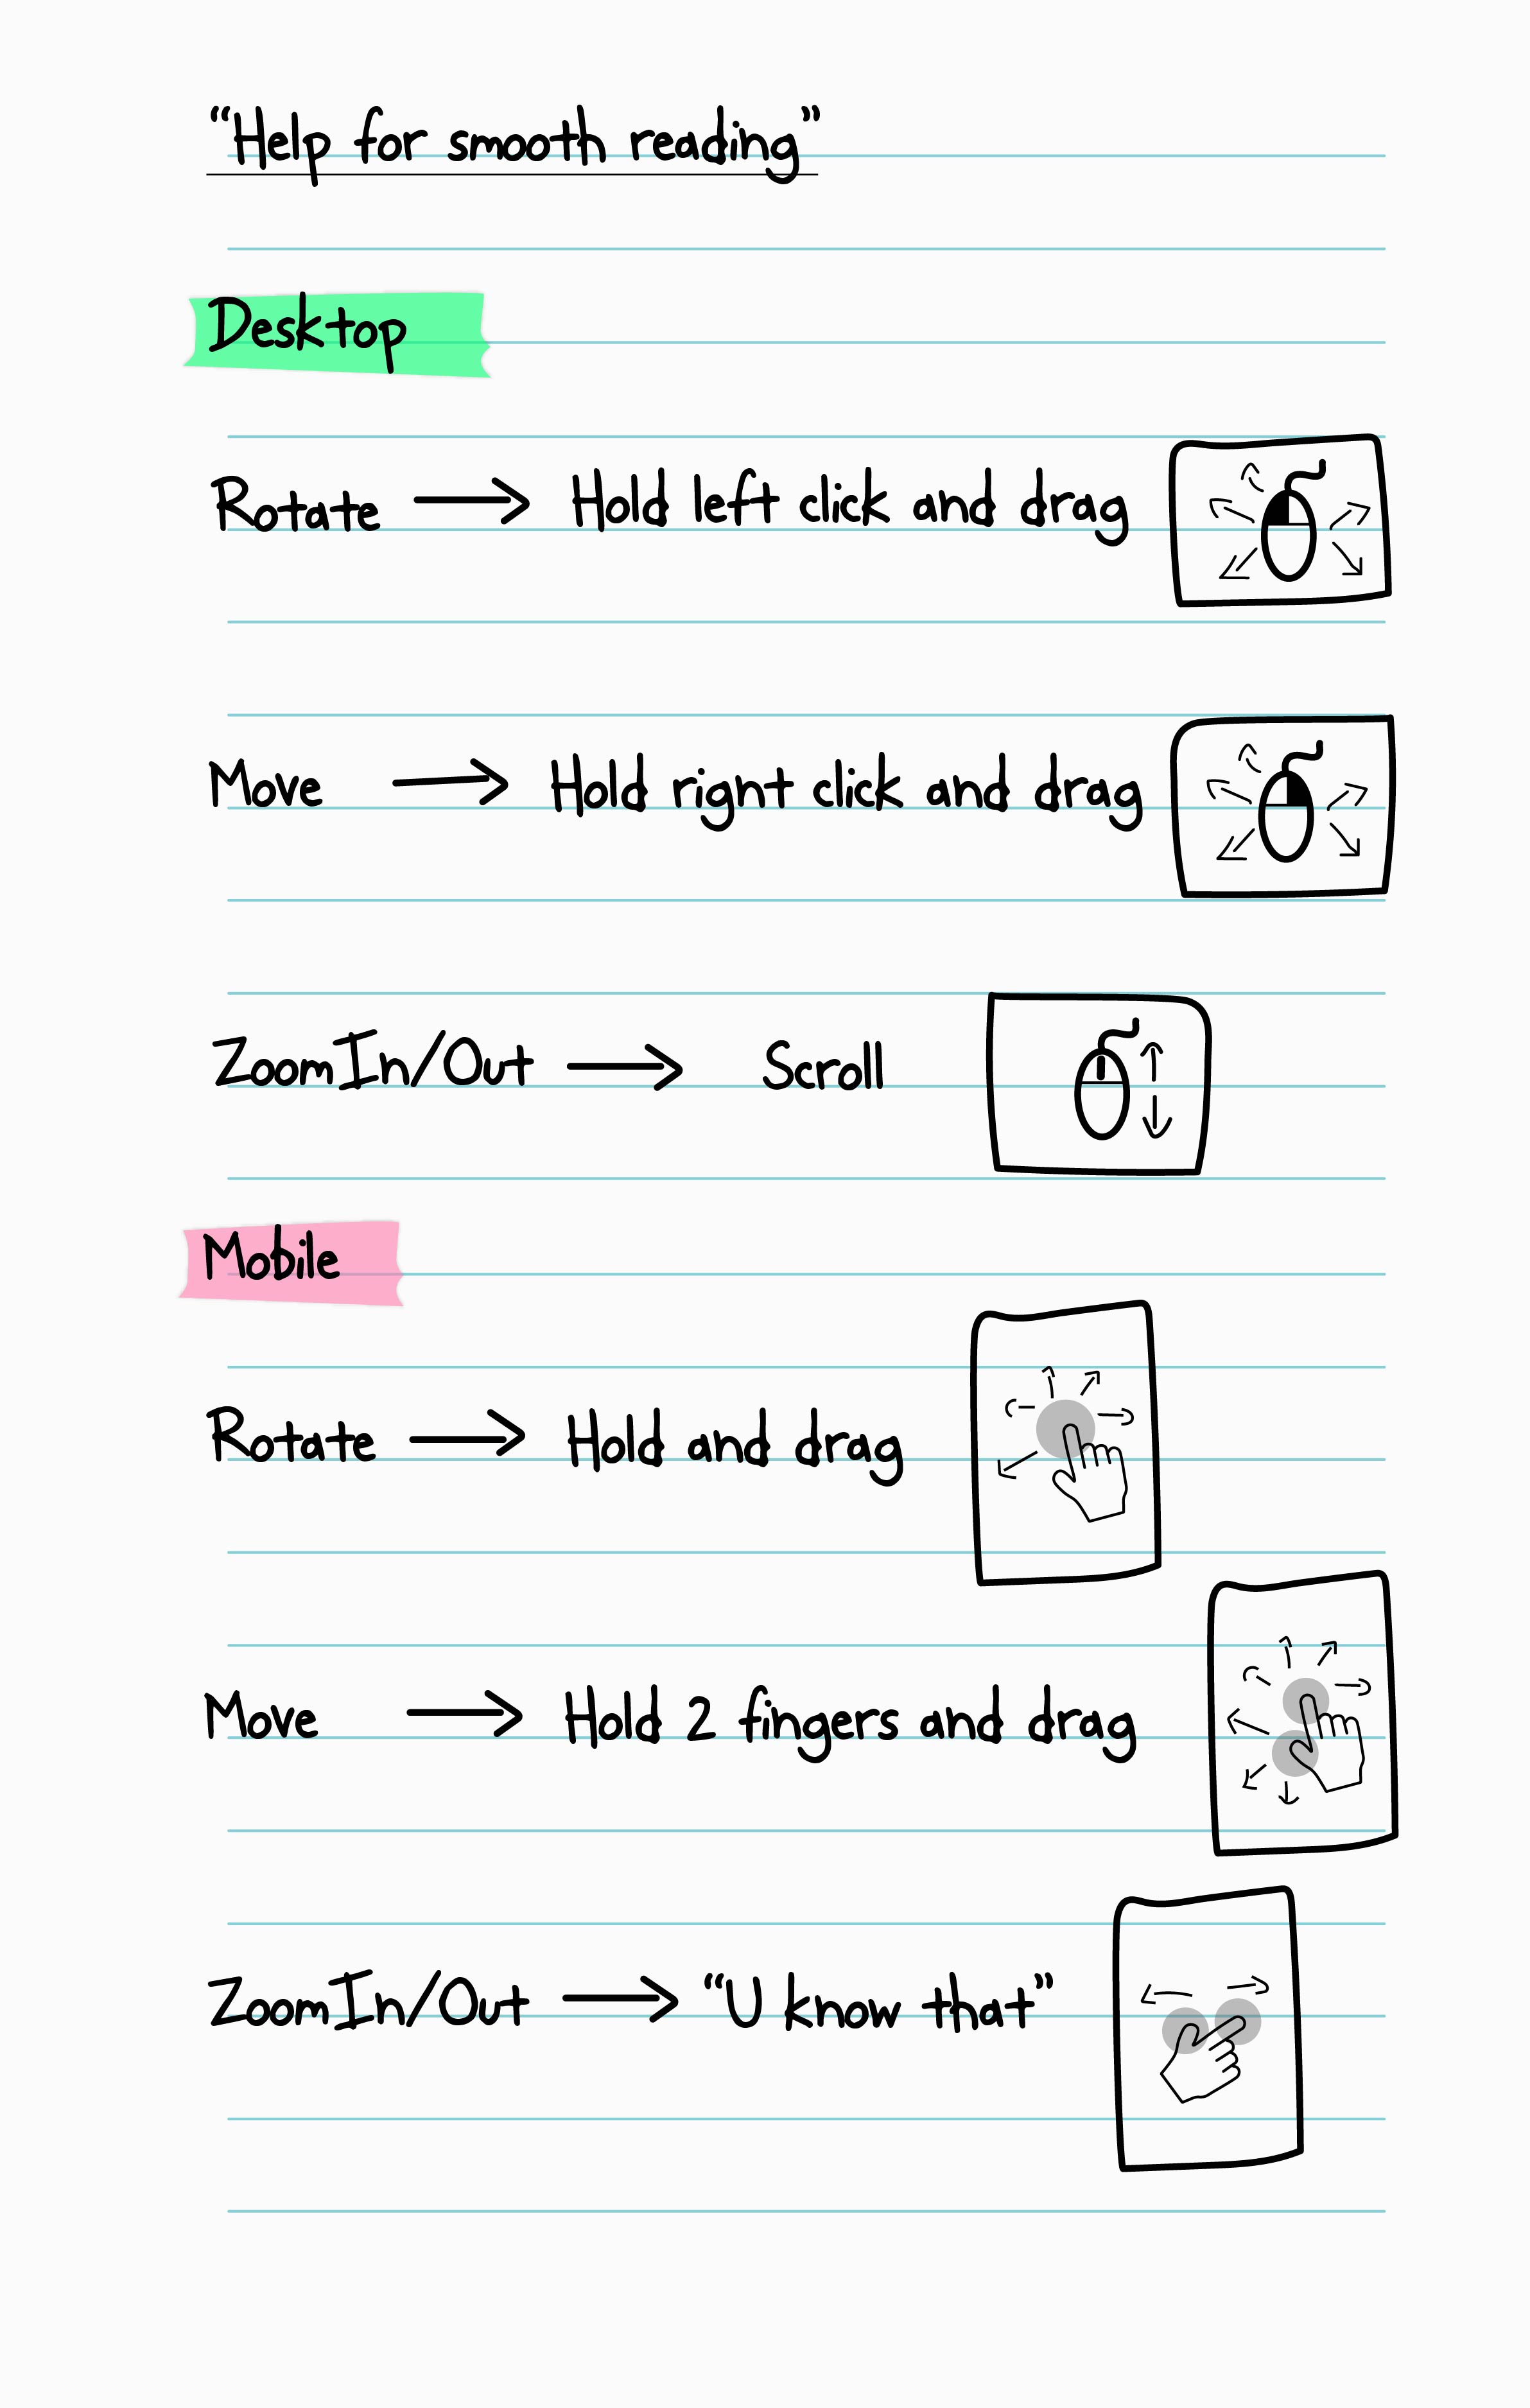 “Help for smooth reading”
Desktop
Rotate → Hold left click and drag
Move → Hold right click and drag
Zoom In/Out → Scroll
Mobile
Rotate → Hold and drag
Move → Hold 2 fingers and drag
Zoom In/Out → “U know that”